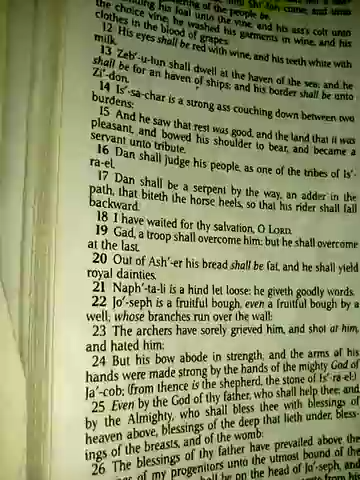 ering of the people be.
ing his foal unto the vine, and his ass's colt unto
the choice vine; he washed his garments in wine, and his
clothes in the blood of grapes:
12 His eyes shall be red with wine, and his teeth white with
milk.
13 Zeb'-u-lun shall dwell at the haven of the sea; and he
shall be for an haven of ships; and his border shall be unto
Zi'-don.
14 Is'-sa-char is a strong ass couching down between two
burdens:
15 And he saw that rest was good, and the land that it was
pleasant; and bowed his shoulder to bear, and became a
servant unto tribute.
16 Dan shall judge his people, as one of the tribes of Is'-
ra-el.
17 Dan shall be a serpent by the way, an adder in the
path, that biteth the horse heels, so that his rider shall fall
backward.
18 I have waited for thy salvation, O LORD.
19 Gad, a troop shall overcome him: but he shall overcome
at the last.
20 Out of Ash'-er his bread shall be fat, and he shall yield
royal dainties.
21 Naph'-ta-li is a hind let loose: he giveth goodly words.
22 Jo'-seph is a fruitful bough, even a fruitful bough by a
well; whose branches run over the wall:
23 The archers have sorely grieved him, and shot at him,
and hated him:
24 But his bow abode in strength, and the arms of his
hands were made strong by the hands of the mighty God of
Ja'-cob; (from thence is the shepherd, the stone of Is'-ra-el:)
25 Even by the God of thy father, who shall help thee; and
by the Almighty, who shall bless thee with blessings of
heaven above, blessings of the deep that lieth under, bless-
ings of the breasts, and of the womb:
26 The blessings of thy father have prevailed above the
of my progenitors unto the utmost bound of the
be on the head of Jo'-seph, and